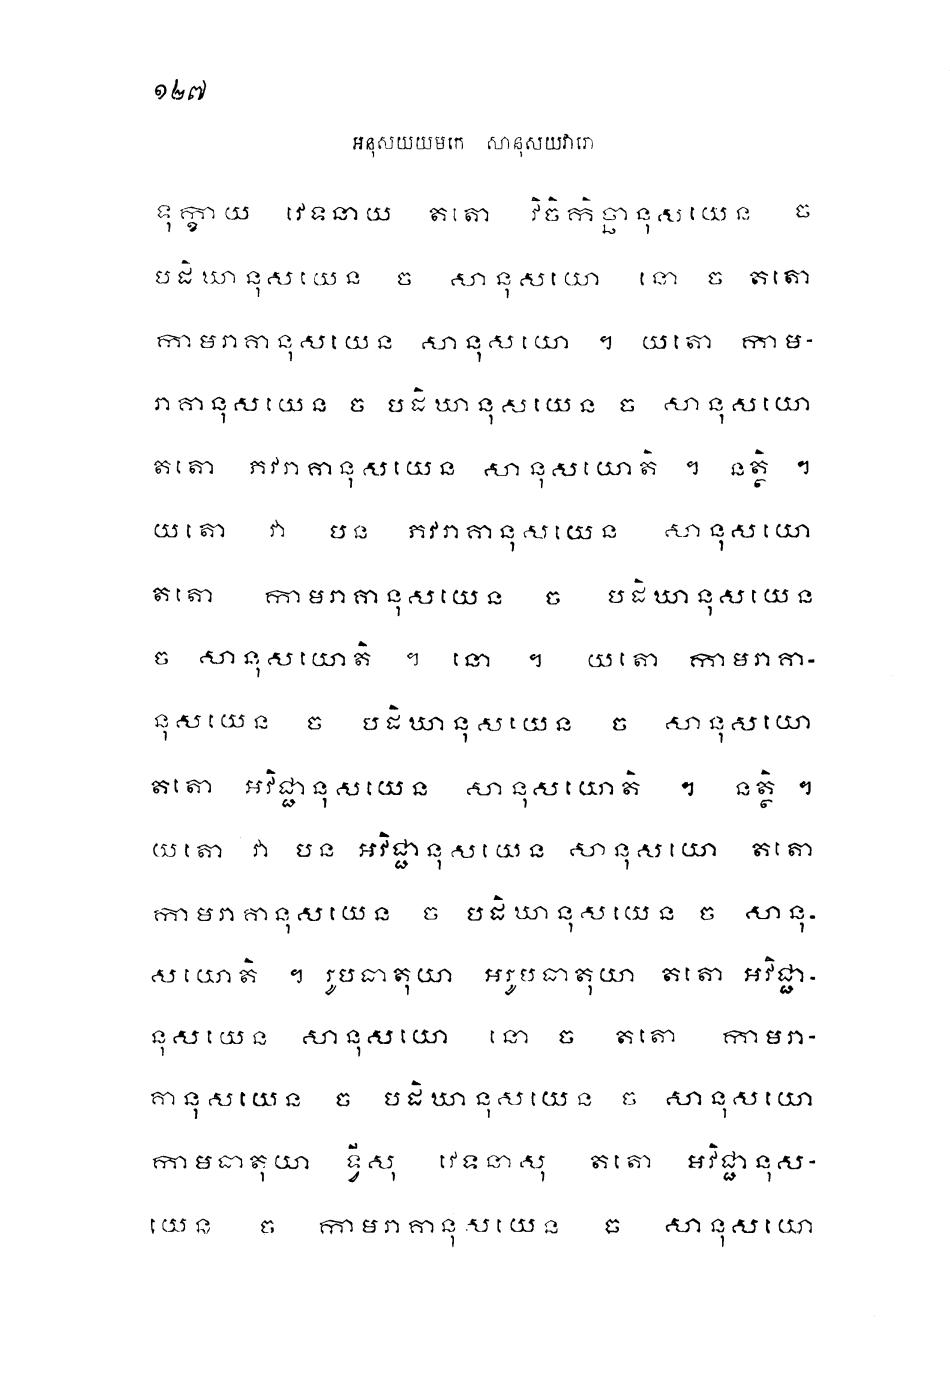 ១២៧
អនុសយយមកេ សានុសយវារោ
ទុក្ខាយ វេទនាយ តតោ វិចិកិច្ឆានុសយេន ច
បដិឃានុសយេន ច សានុសយោ នោ ច តតោ
កាមរាគានុសយេន សានុសយោ ។ យតោ កាម-
រាគានុសយេន ច បដិឃានុសយេន ច សានុសយោ
តតោ ភវរាគានុសយេន សានុសយោតិ ។ នត្ថិ ។
យតោ វា បន ភវរាគានុសយេន សានុសយោ
តតោ កាមរាគានុសយេន ច បដិឃានុសយេន
ច សានុសយោតិ ។ នោ ។ យតោ កាមរាគា-
នុសយេន ច បដិឃានុសយេន ច សានុសយោ
តតោ អវិជ្ជានុសយេន សានុសយោតិ ។ នត្ថិ ។
យតោ វា បន អវិជ្ជានុសយេន សានុសយោ តតោ
កាមរាគានុសយេន ច បដិឃានុសយេន ច សានុ-
សយោតិ ។ រូបធាតុយា អរូបធាតុយា តតោ អវិជ្ជា-
នុសយេន សានុសយោ នោ ច តតោ កាមរា-
គានុសយេន ច បដិឃានុសយេន ច សានុសយោ
កាមធាតុយា ទ្វីសុ វេទនាសុ តតោ អវិជ្ជានុស-
យេន ច កាមរាគានុសយេន ច សានុសយោ